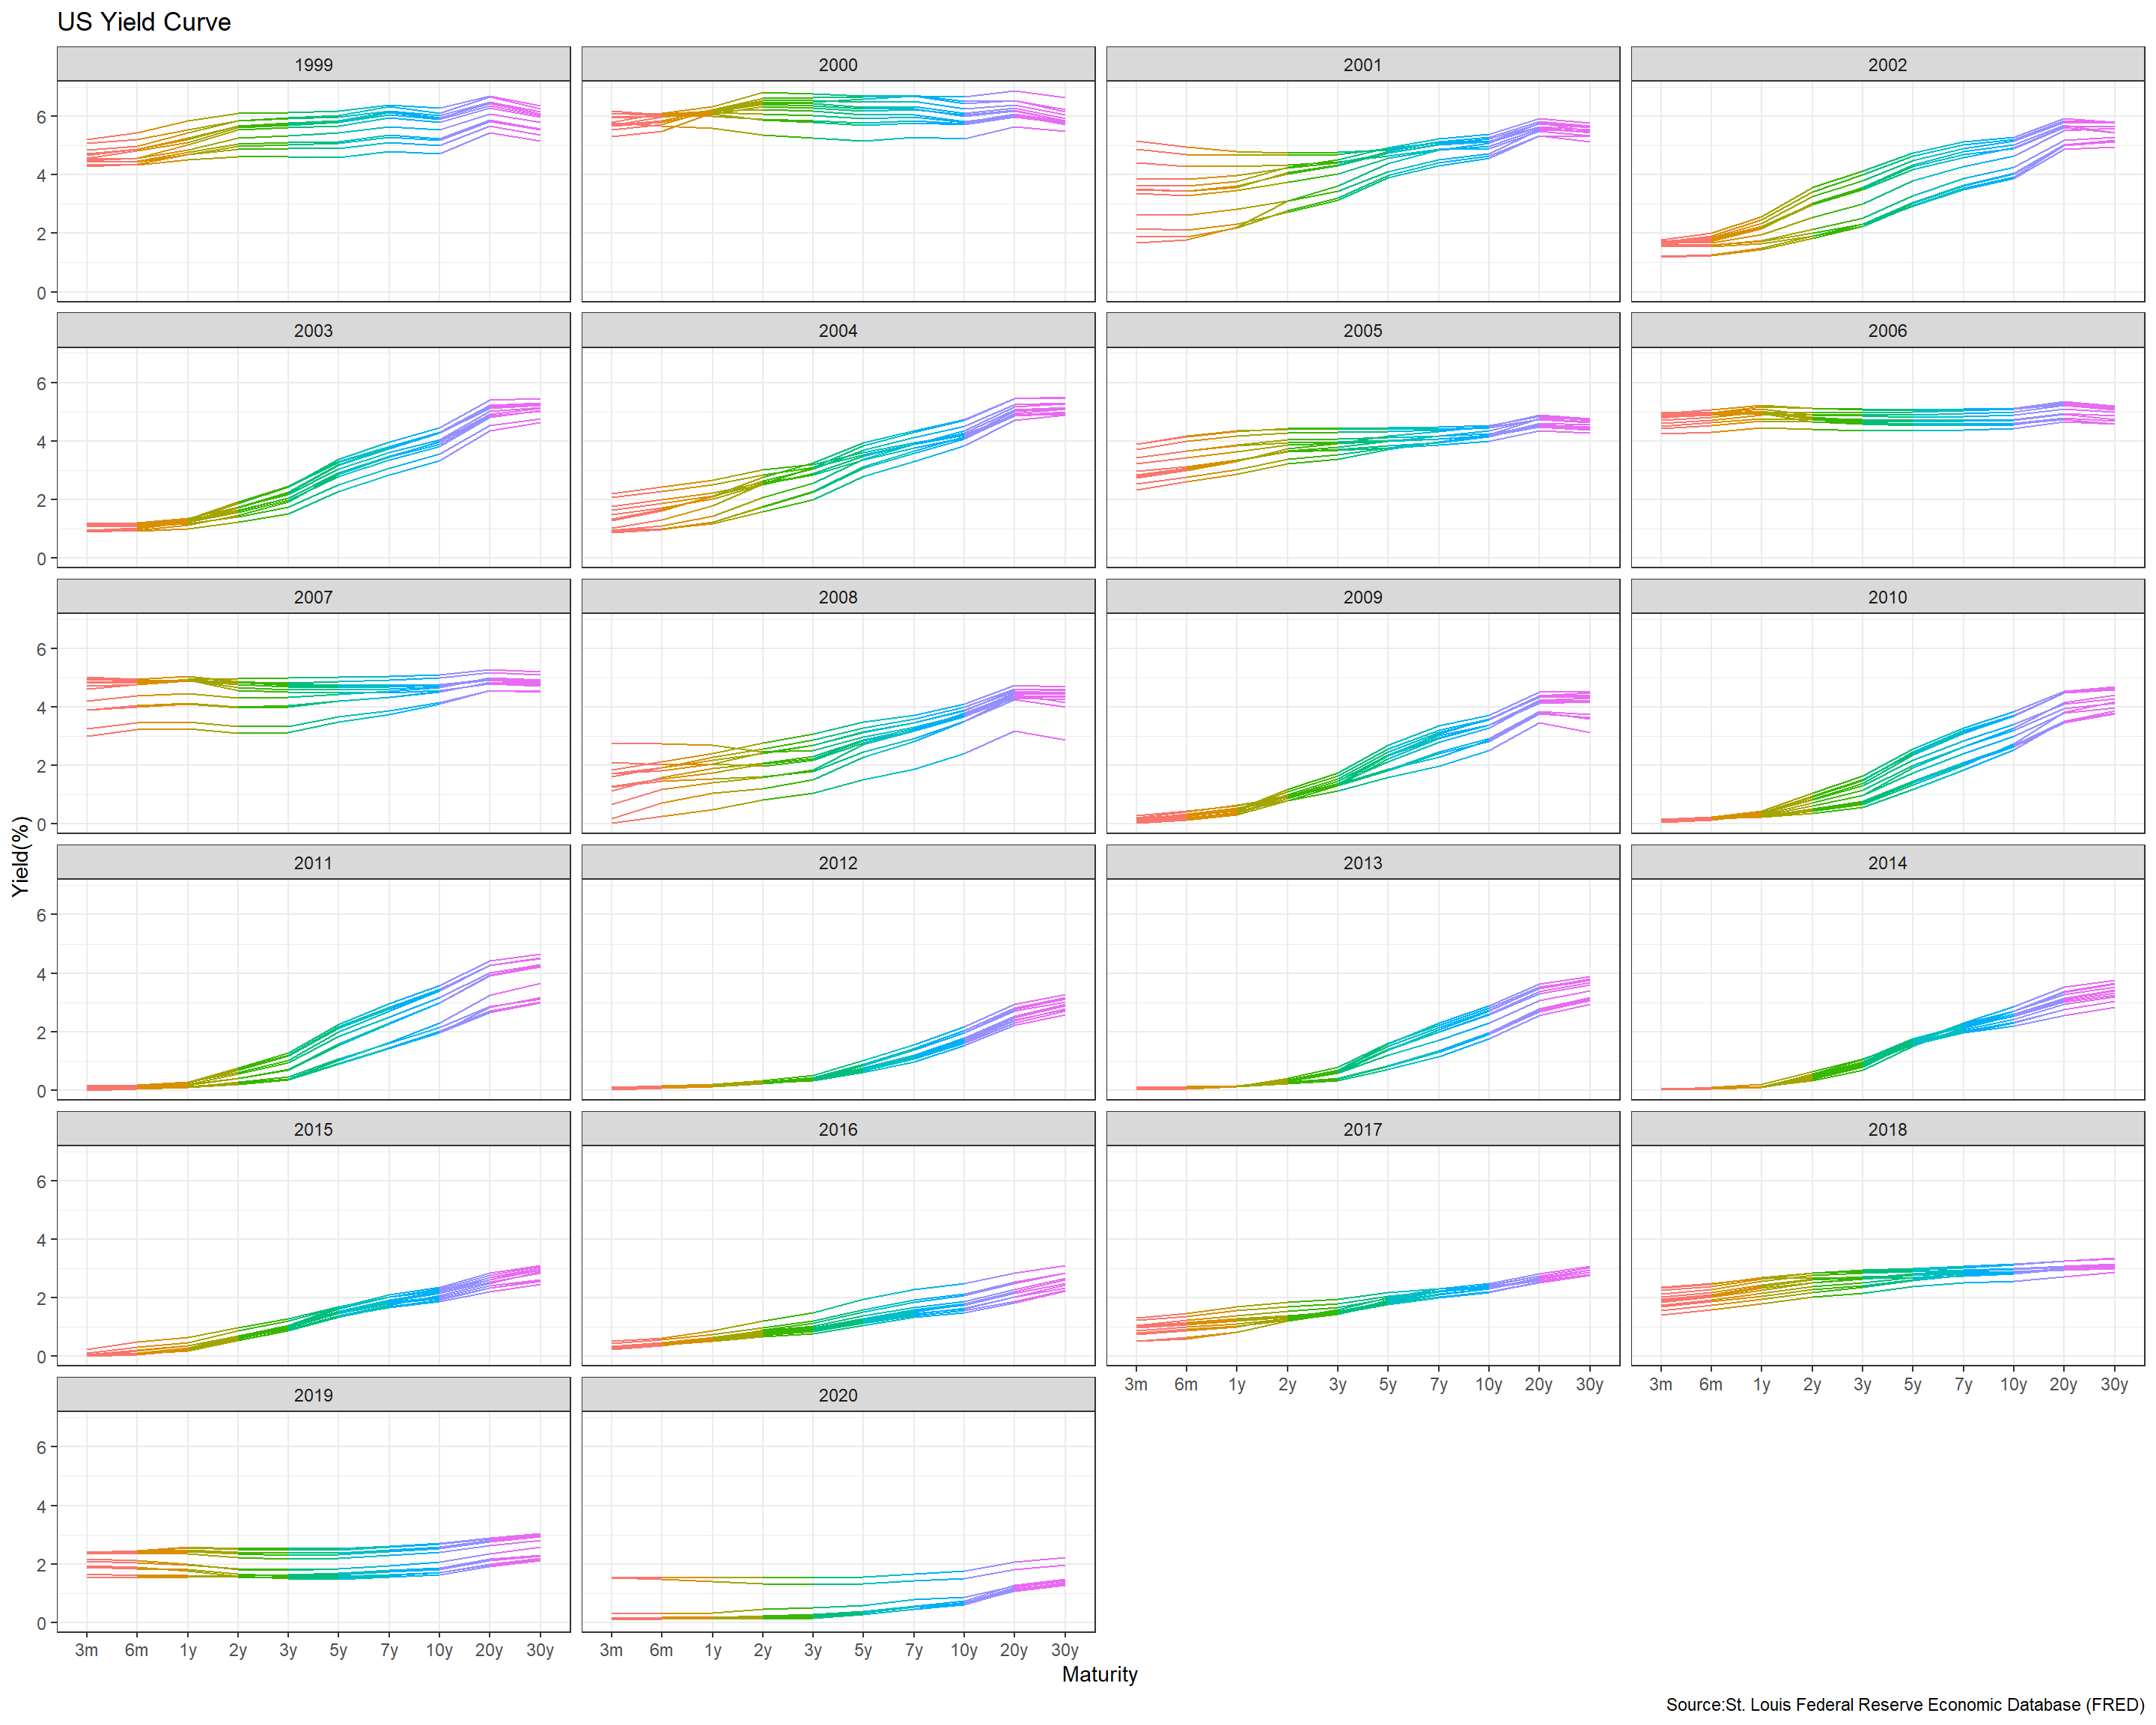 US Yield Curve
1999 2000 2001 2002
6
4
2
0
2003 2004 2005 2006
6
4
2
0
2007 2008 2009 2010
6
4
2
0
Yield(%)
2011 2012 2013 2014
6
4
2
0
2015 2016 2017 2018
6
4
2
0
3m 6m 1y 2y 3y 5y 7y 10y 20y 30y 3m 6m 1y 2y 3y 5y 7y 10y 20y 30y
2019 2020
6
4
2
0
3m 6m 1y 2y 3y 5y 7y 10y 20y 30y 3m 6m 1y 2y 3y 5y 7y 10y 20y 30y
Maturity
Source:St. Louis Federal Reserve Economic Database (FRED)